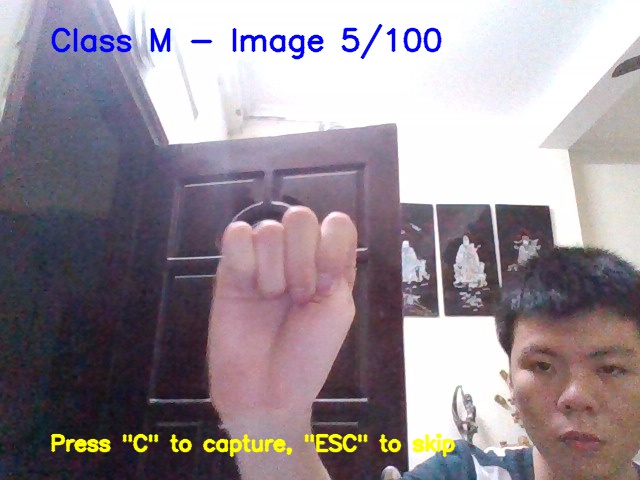 Class M - Image 5/100
Press "C" to capture, "ESC" to skip